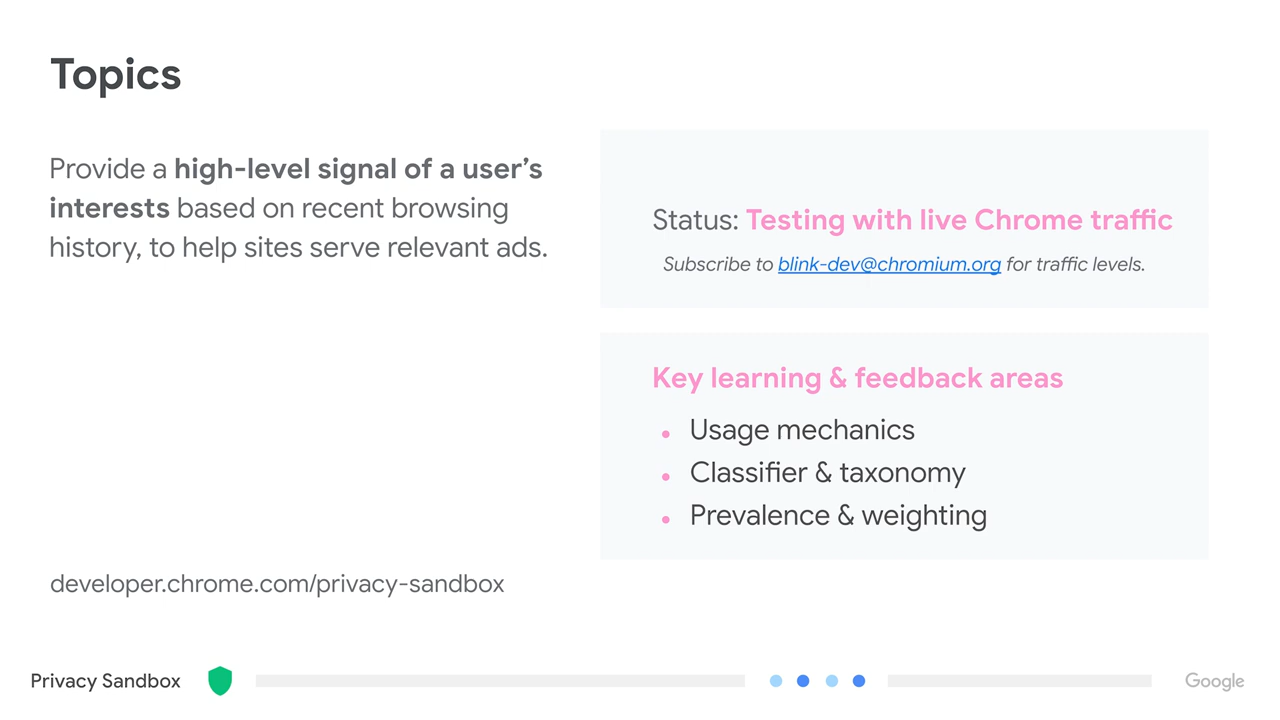 Topics
Provide a high-level signal of a user’s
interests based on recent browsing
history, to help sites serve relevant ads.
Status: Testing with live Chrome traffic
Subscribe to blink-dev@chromium.org for traffic levels.
Key learning & feedback areas
• Usage mechanics
• Classifier & taxonomy
• Prevalence & weighting
developer.chrome.com/privacy-sandbox
Privacy Sandbox
Google